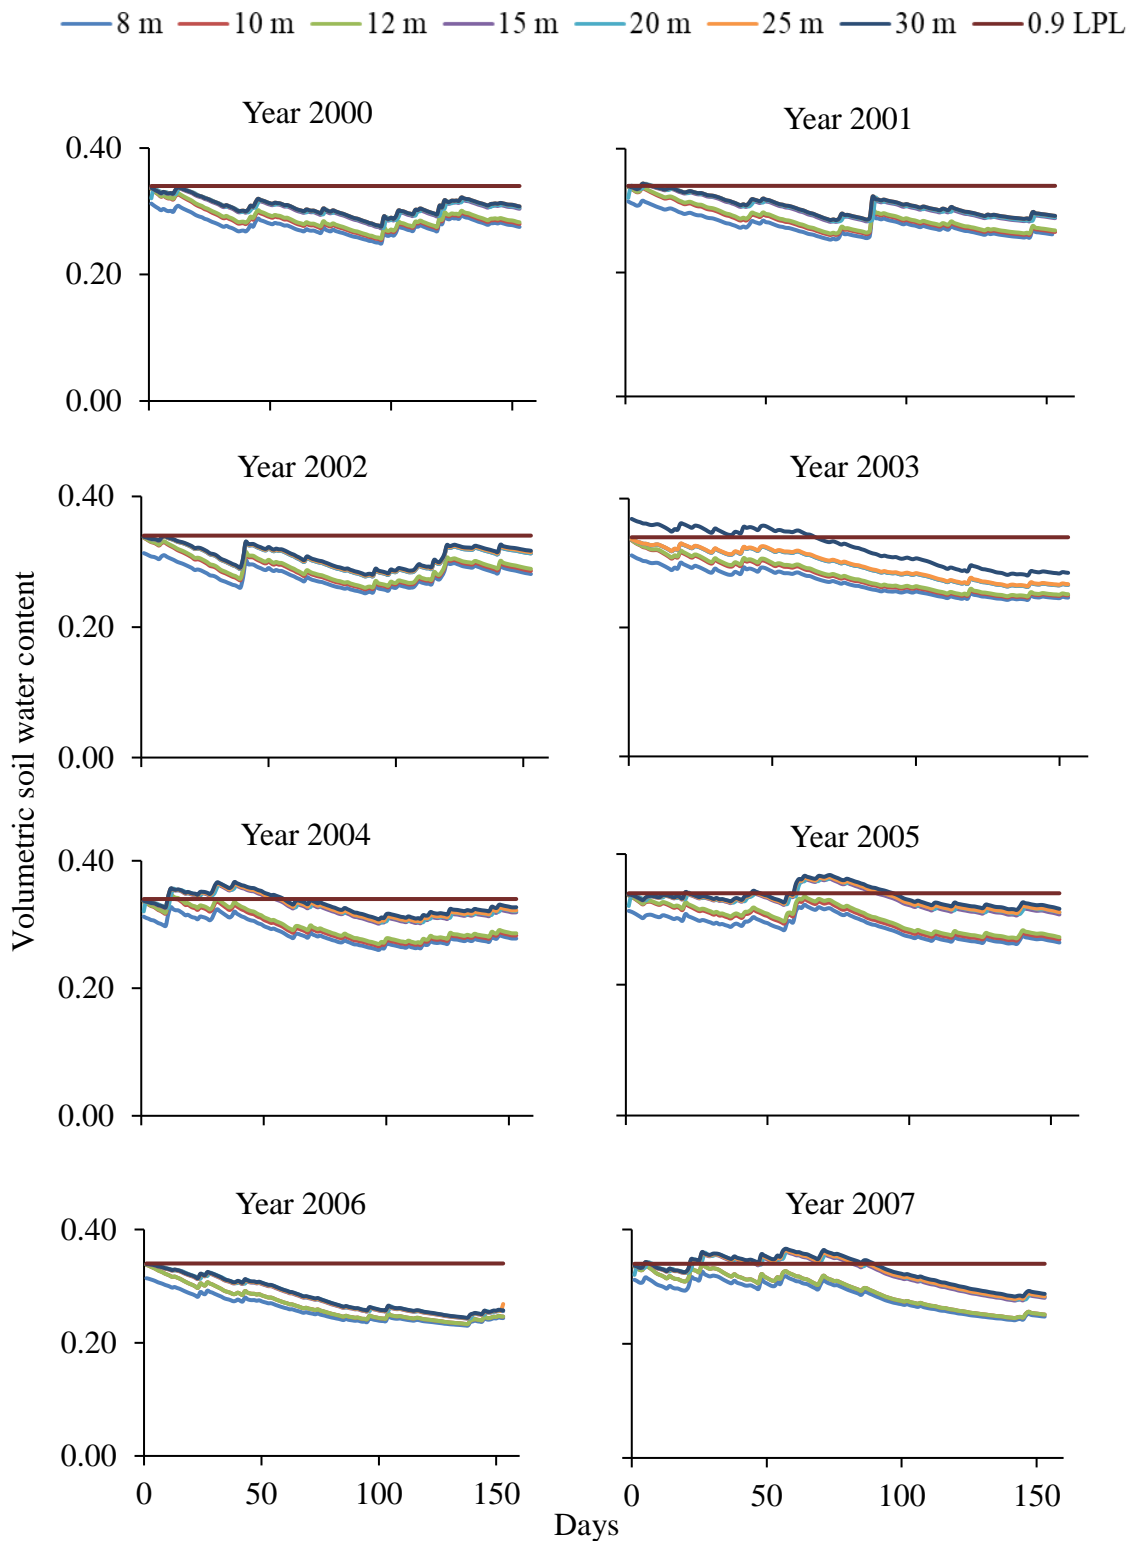 8 m 10 m 12 m 15 m 20 m 25 m 30 m 0.9 LPL
Year 2000
Year 2001
0.40
0.20
0.00
Year 2002
Year 2003
0.40
0.20
0.00
Volumetric soil water content
Year 2004
Year 2005
0.40
0.20
0.00
Year 2006
Year 2007
0.40
0.20
0.00
0 50 100 150
0 50 100 150
Days